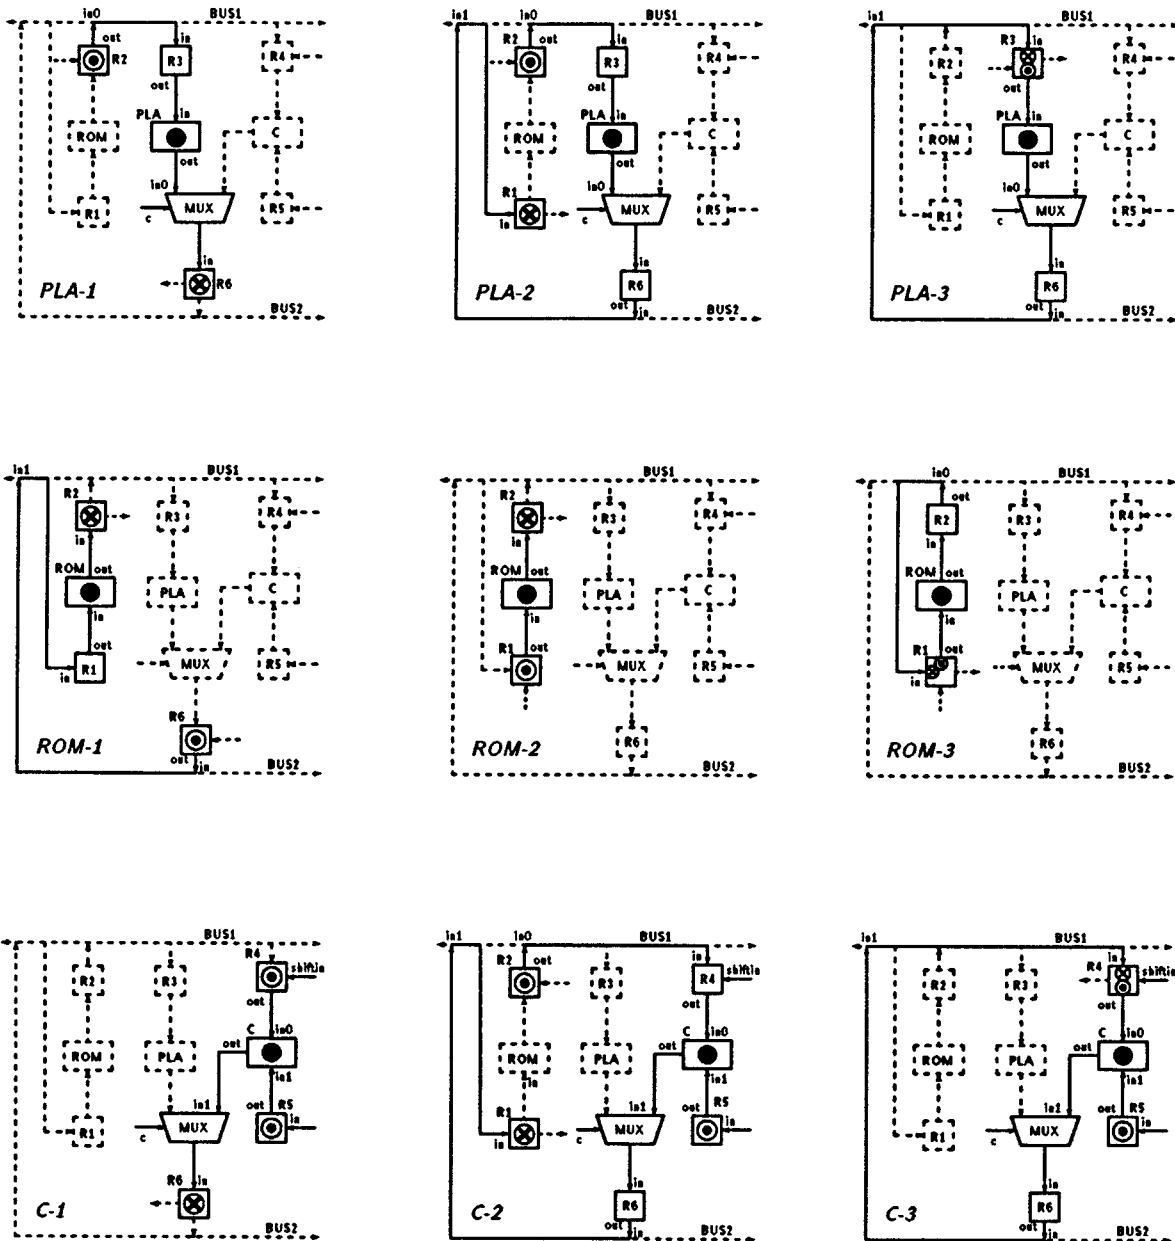 in0 BUS1
out in
R2 R3 R4
out
PLA in
ROM C
out
in0
R1 MUX R5
c
in
R6
PLA-1 BUS2
in1 in0 BUS1
R2 out in
R3 R4
out
PLA in
ROM C
out
R1 in0
in MUX R5
c
in
R6
PLA-2 out in BUS2
in1 BUS1
R3 in
R2 R4
out
PLA in
ROM C
out
in0
R1 MUX R5
c
in
R6
PLA-3 out in BUS2
in1 BUS1
R2
R3 R4
in
ROM out
PLA C
in
out
R1 MUX R5
in
R6
ROM-1 out in BUS2
BUS1
R2
R3 R4
in
ROM out
PLA C
in
R1 out
MUX R5
in
R6
ROM-2 BUS2
in0 BUS1
out
R2 R3 R4
in
ROM out
PLA C
in
R1 out
MUX R5
in
R6
ROM-3 BUS2
BUS1
R4
R2 R3 shiftin
out
C in0
ROM PLA out
in1
in1 out R5
R1 MUX in
c
R6 in
C-1 BUS2
in1 in0 BUS1
R2 out in
R3 R4 shiftin
out
C in0
out
ROM PLA
in in1
R1 in1 out R5
in MUX in
c
in
R6
C-2 out in BUS2
in1 BUS1
in
R4
R2 R3 shiftin
out
C in0
out
ROM PLA
in1
in1 out R5
R1 MUX in
c
in
R6
C-3 out in BUS2